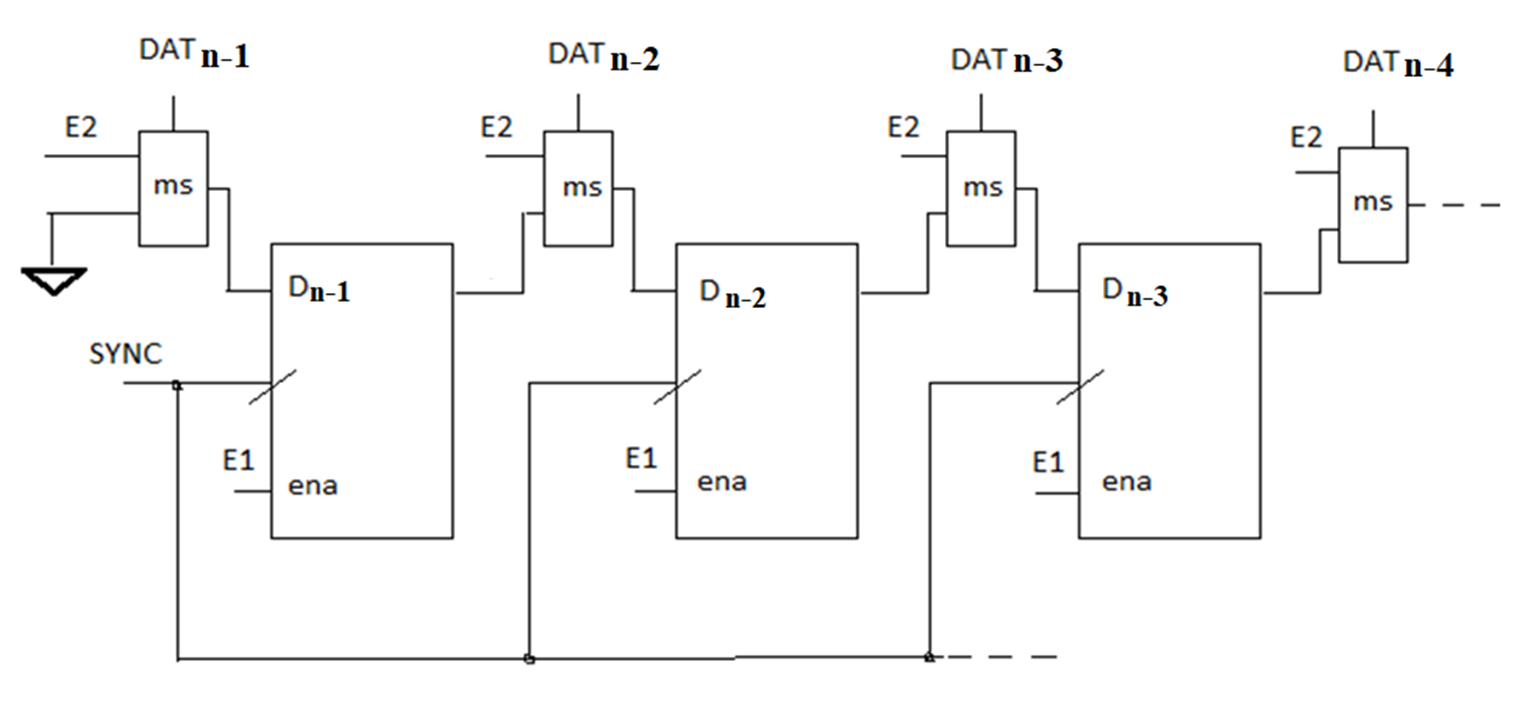 DAT n-1
DAT n-2
DAT n-3
DAT n-4
E2
E2
E2
E2
ms
ms
ms
ms
D n-1
D n-2
D n-3
SYNC
E1
E1
E1
ena
ena
ena